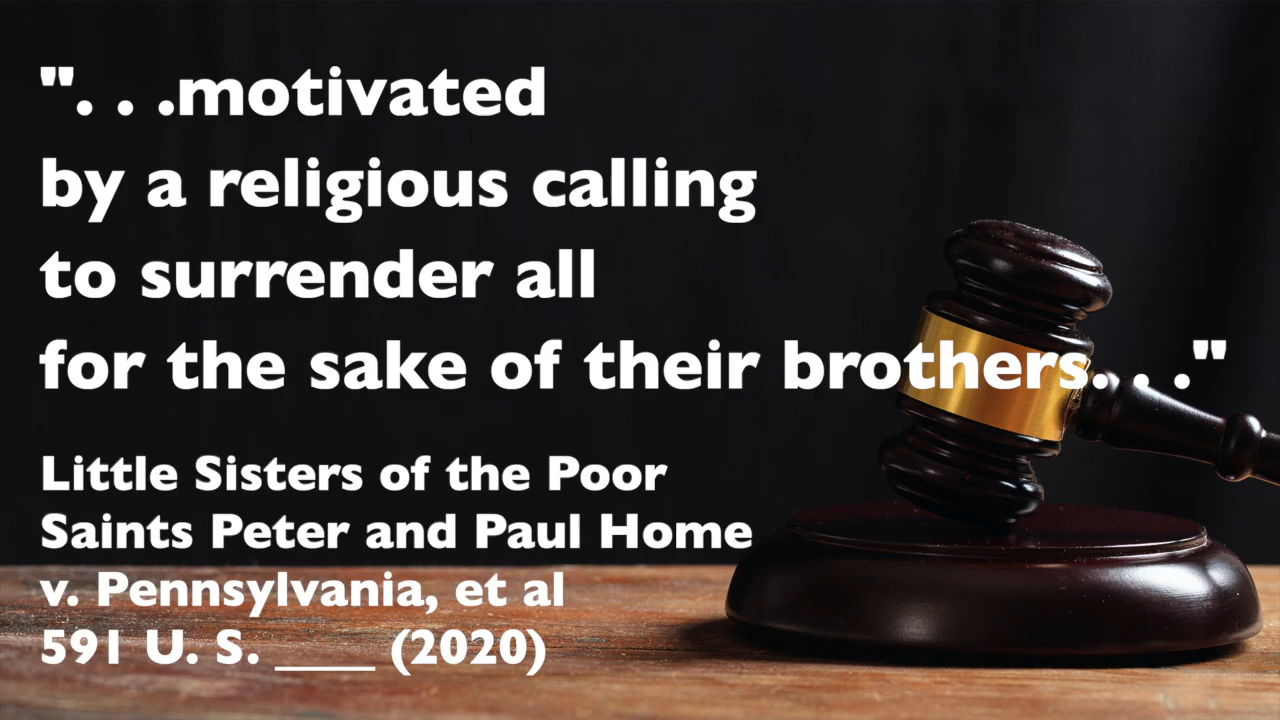 ". . .motivated
by a religious calling
to surrender all
for the sake of their brothers. . ."
Little Sisters of the Poor
Saints Peter and Paul Home
v. Pennsylvania, et al
591 U. S. ____ (2020)